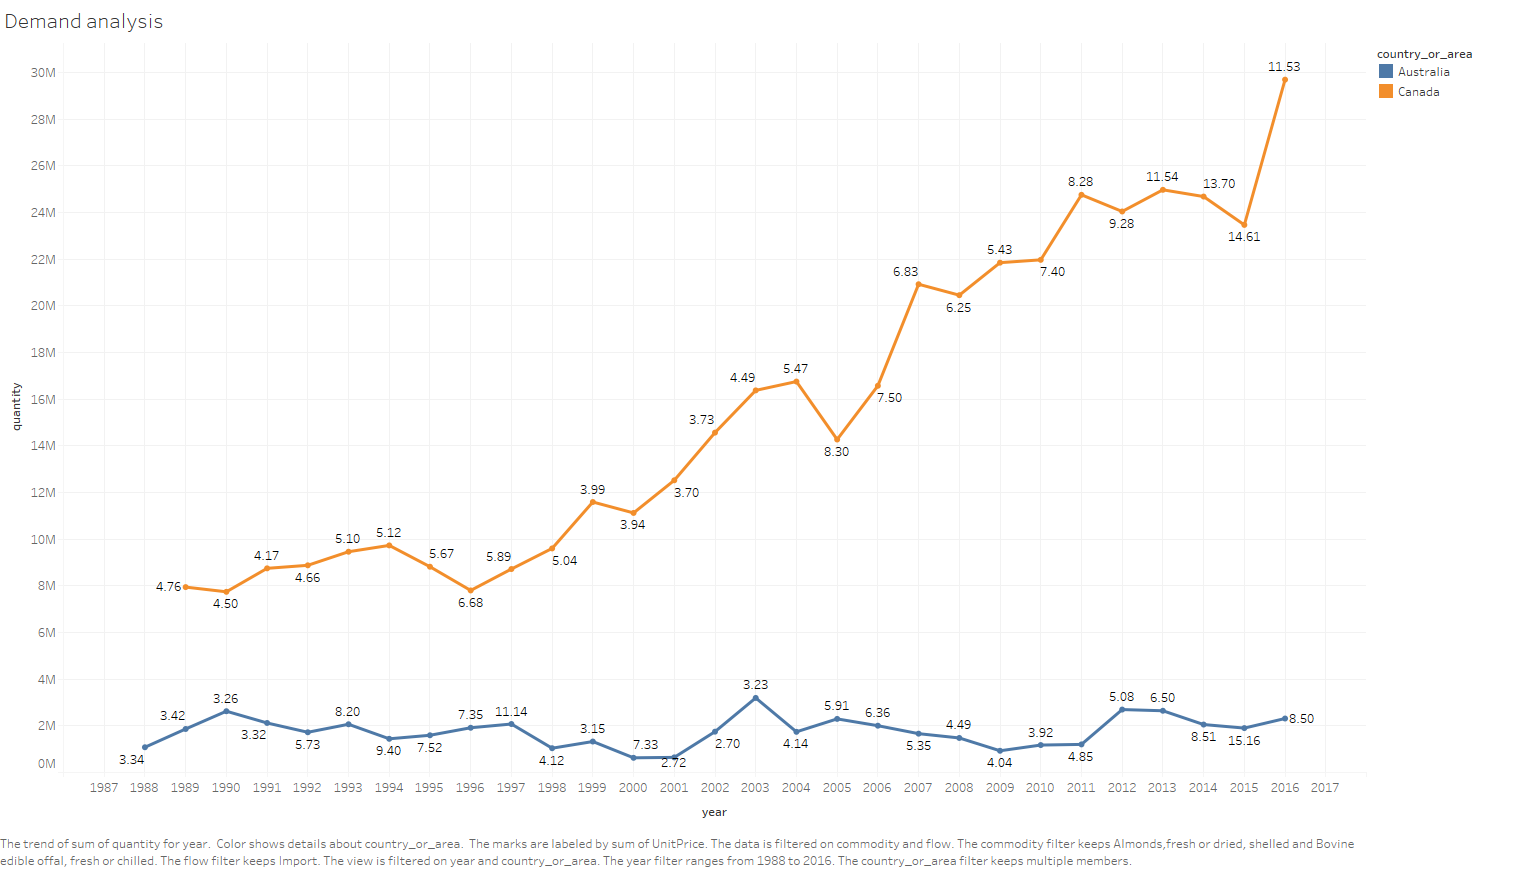 Demand analysis
country_or_area
Australia
Canada
30M
28M
26M
24M
22M
20M
18M
16M
14M
12M
10M
8M
6M
4M
2M
0M
quantity
4.76
4.50
4.17
4.66
5.10
5.12
5.67
6.68
5.89
5.04
3.99
3.94
3.70
3.73
4.49
5.47
8.30
7.50
6.83
6.25
5.43
7.40
8.28
9.28
11.54
13.70
14.61
11.53
3.34
3.42
3.26
3.32
5.73
8.20
9.40
7.52
7.35
11.14
4.12
3.15
7.33
2.72
2.70
3.23
4.14
5.91
6.36
5.35
4.49
4.04
3.92
4.85
5.08
6.50
8.51
15.16
8.50
1987 1988 1989 1990 1991 1992 1993 1994 1995 1996 1997 1998 1999 2000 2001 2002 2003 2004 2005 2006 2007 2008 2009 2010 2011 2012 2013 2014 2015 2016 2017
year
The trend of sum of quantity for year. Color shows details about country_or_area. The marks are labeled by sum of UnitPrice. The data is filtered on commodity and flow. The commodity filter keeps Almonds,fresh or dried, shelled and Bovine
edible offal, fresh or chilled. The flow filter keeps Import. The view is filtered on year and country_or_area. The year filter ranges from 1988 to 2016. The country_or_area filter keeps multiple members.